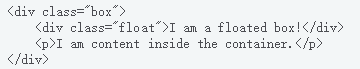 <div class="box">
    <div class="float">I am a floated box!</div>
    <p>I am content inside the container.</p>
</div>